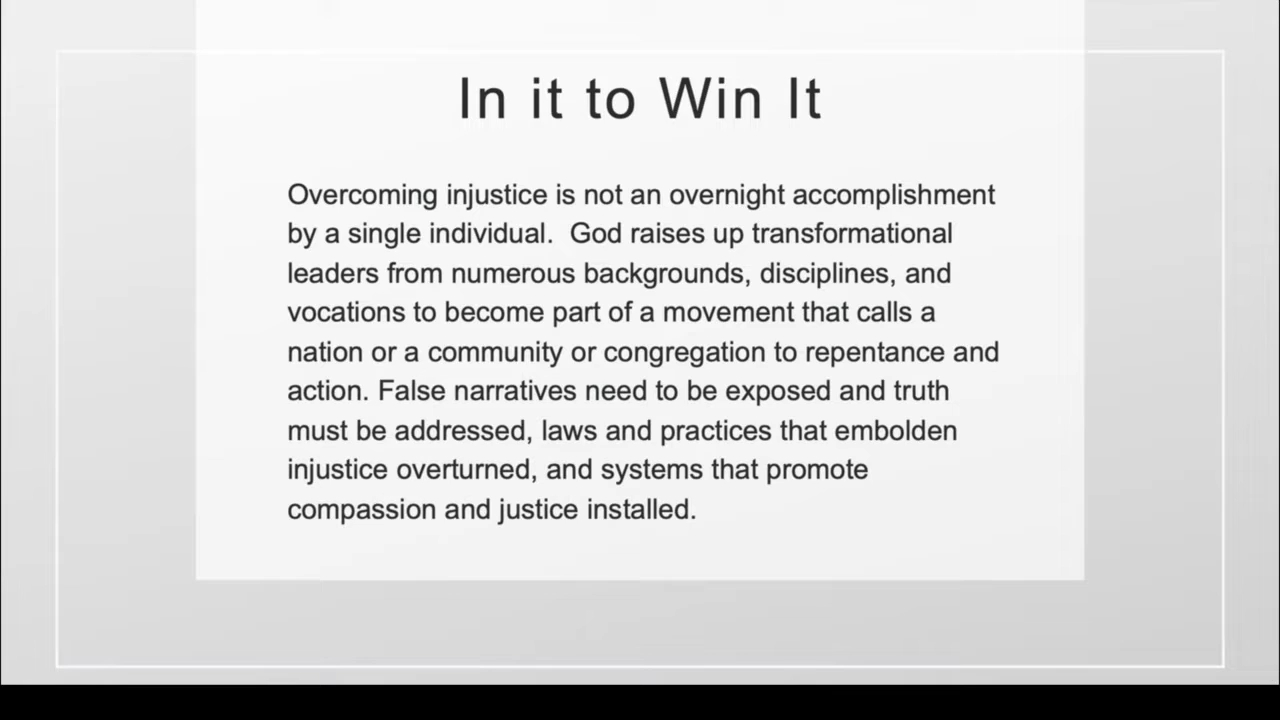 In it to Win It
Overcoming injustice is not an overnight accomplishment
by a single individual.  God raises up transformational
leaders from numerous backgrounds, disciplines, and
vocations to become part of a movement that calls a
nation or a community or congregation to repentance and
action. False narratives need to be exposed and truth
must be addressed, laws and practices that embolden
injustice overturned, and systems that promote
compassion and justice installed.